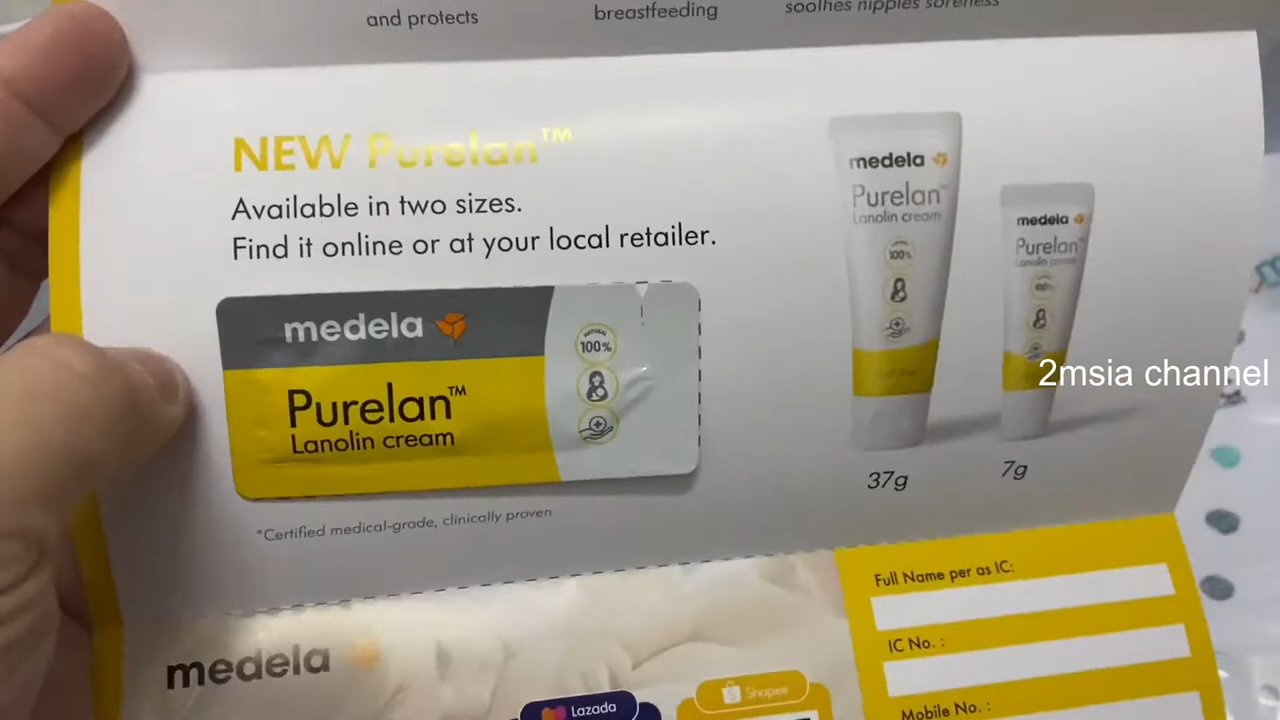 and protects
breastfeeding
soothes nipples soreness
NEW Purelan™
Available in two sizes.
Find it online or at your local retailer.
medela
Purelan™
Lanolin cream
NATURAL
100%
medela
Purelan™
Lanolin cream
100%
medela
Purelan™
Lanolin cream
100%
37g
7g
2msia channel
*Certified medical-grade, clinically proven
medela
Lazada
Shopee
Full Name per as IC:
IC No. :
Mobile No. :